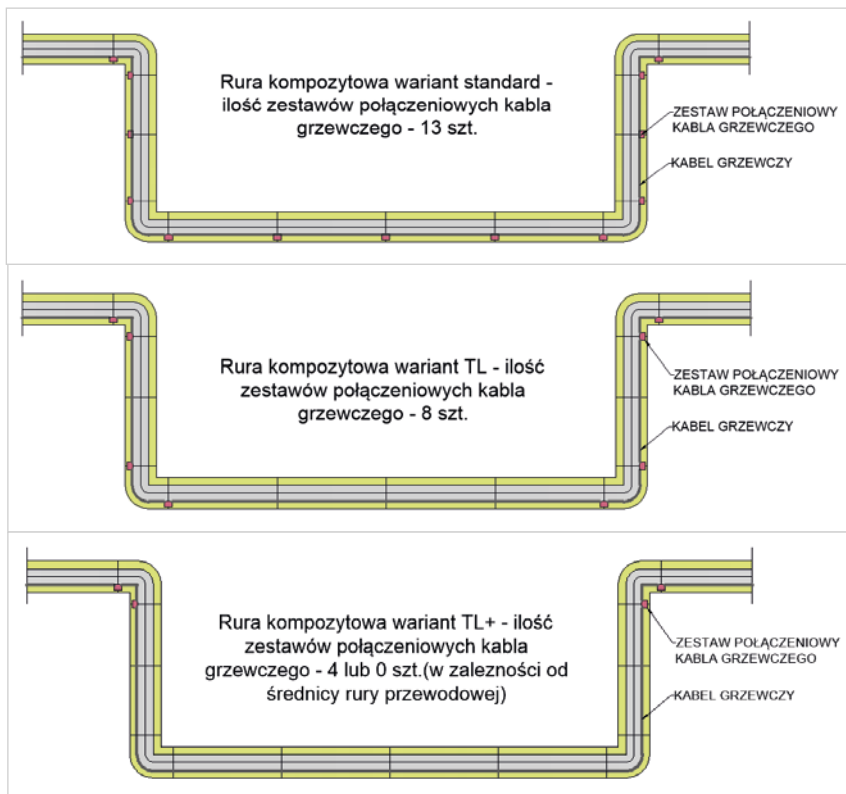 Rura kompozytowa wariant standard -
ilość zestawów połączeniowych kabla
grzewczego - 13 szt.
ZESTAW POŁĄCZENIOWY
KABLA GRZEWCZEGO
KABEL GRZEWCZY
Rura kompozytowa wariant TL - ilość
zestawów połączeniowych kabla
grzewczego - 8 szt.
ZESTAW POŁĄCZENIOWY
KABLA GRZEWCZEGO
KABEL GRZEWCZY
Rura kompozytowa wariant TL+ - ilość
zestawów połączeniowych kabla
grzewczego - 4 lub 0 szt.(w zalezności od
średnicy rury przewodowej)
ZESTAW POŁĄCZENIOWY
KABLA GRZEWCZEGO
KABEL GRZEWCZY